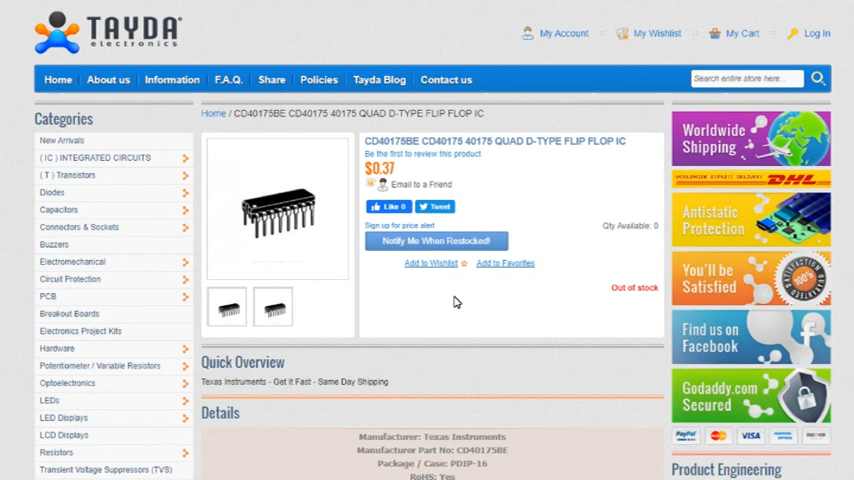 TAYDA
electronics
My Account
My Wishlist
My Cart
Log In
Home
About us
Information
F.A.Q.
Share
Policies
Tayda Blog
Contact us
Search entire store here...
Categories
New Arrivals
( IC ) INTEGRATED CIRCUITS
( T ) Transistors
Diodes
Capacitors
Connectors & Sockets
Buzzers
Electromechanical
Circuit Protection
PCB
Breakout Boards
Electronics Project Kits
Hardware
Potentiometer / Variable Resistors
Optoelectronics
LEDs
LED Displays
LCD Displays
Resistors
Transient Voltage Suppressors (TVS)
Home / CD40175BE CD40175 40175 QUAD D-TYPE FLIP FLOP IC
CD40175BE CD40175 40175 QUAD D-TYPE FLIP FLOP IC
Be the first to review this product
$0.37
Email to a Friend
Like 0
Tweet
Sign up for price alert
Qty Available: 0
Notify Me When Restocked!
Add to Wishlist
Add to Favorites
Out of stock
Quick Overview
Texas Instruments - Get It Fast - Same Day Shipping
Details
Manufacturer: Texas Instruments
Manufacturer Part No: CD40175BE
Package / Case: PDIP-16
RoHS: Yes
Worldwide
Shipping
WORLDWIDE EXPRESS DELIVERY
DHL
Antistatic
Protection
You'll be
Satisfied
100%
Find us on
Facebook
Godaddy.com
Secured
PayPal
VISA
Product Engineering